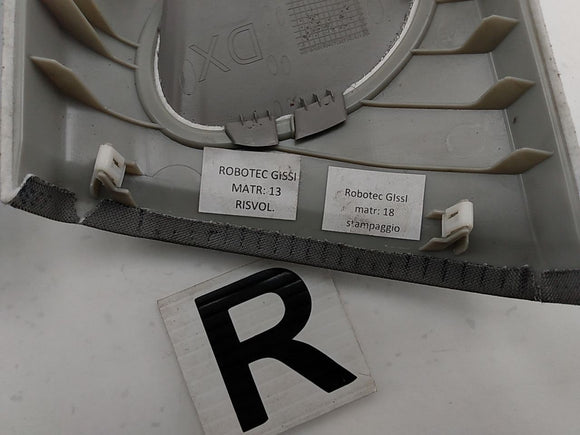 DX
ROBOTEC GISSI
MATR: 13
RISVOL.
Robotec GIssI
matr: 18
stampaggio
R